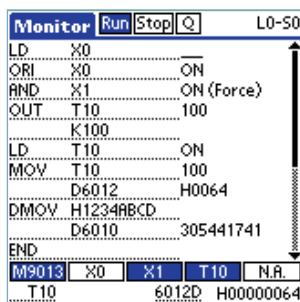 Monitor Run Stop Q L0-S0
LD X0
ORI X0 ON
AND X1 ON (Force)
OUT T10 100
K100
LD T10 ON
MOV T10 100
D6012 H0064
DMOV H1234ABCD
D6010 305441741
END
M9013 X0 X1 T10 N.A.
T10 6012D H00000064